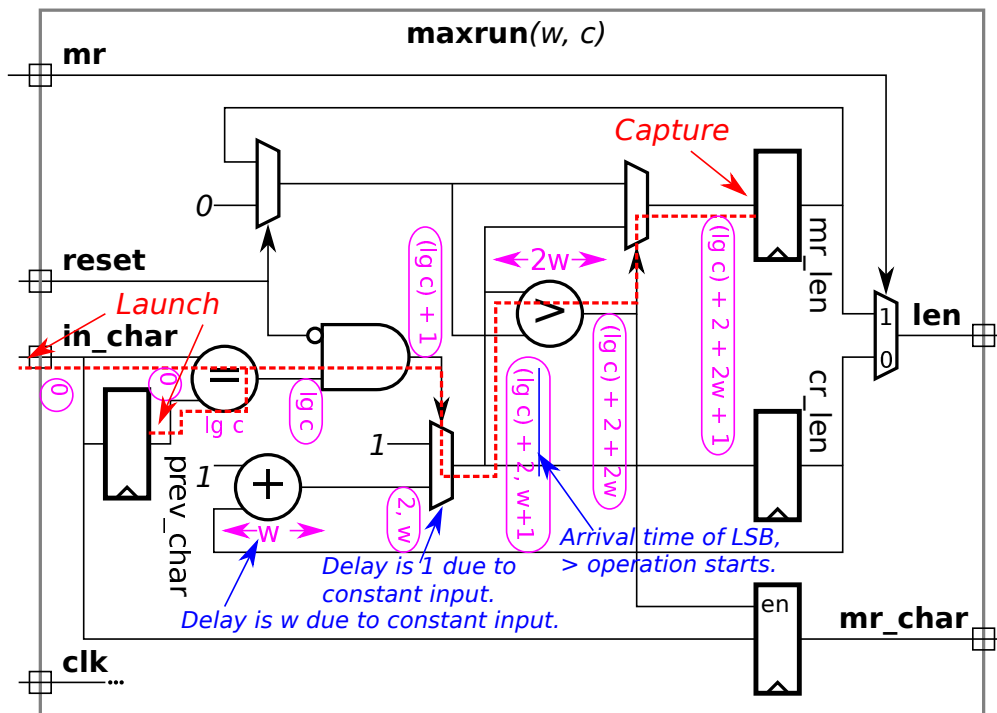 maxrun(w, c)
mr
Capture
0
(lg c) + 1
2w
mr_len
reset
Launch
in_char
>
1
len
0
0
=
0
lg c
lg c
(lg c) + 2, w+1
(lg c) + 2 + 2w
(lg c) + 2 + 2w + 1
cr_len
1
1
+
prev_char
2, w
w
Arrival time of LSB,
> operation starts.
Delay is 1 due to
constant input.
Delay is w due to constant input.
en
mr_char
clk
...